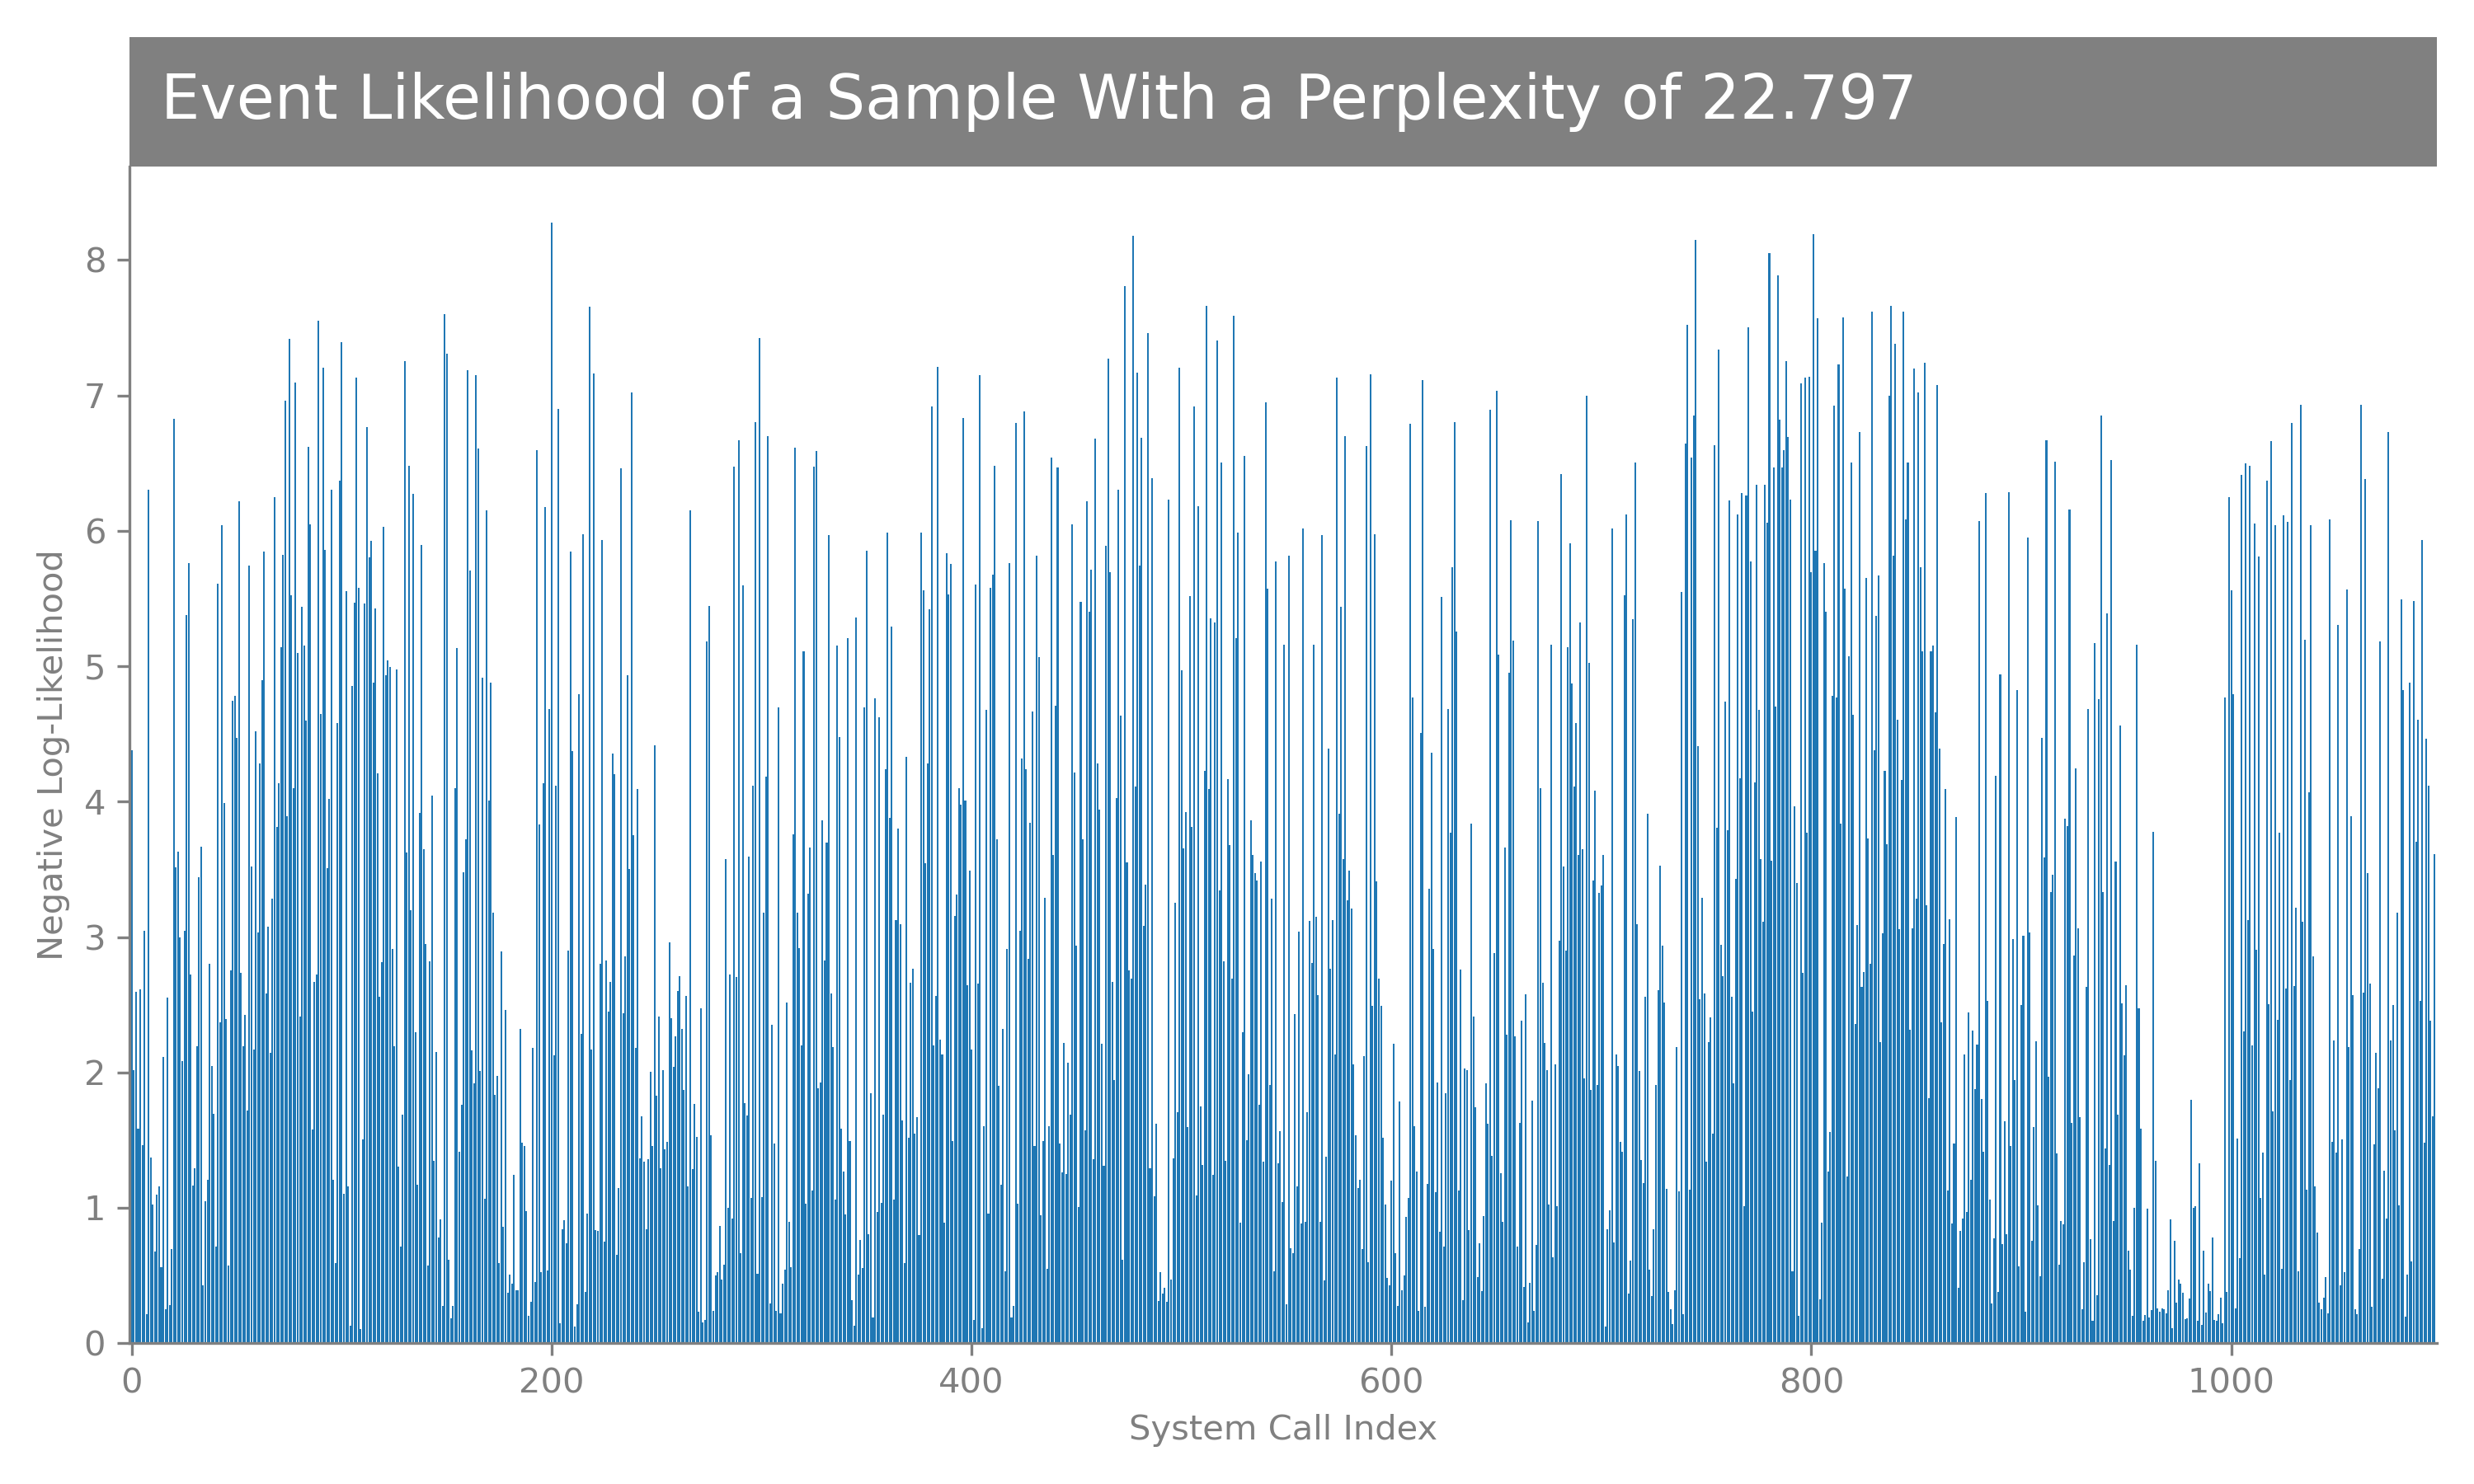 Event Likelihood of a Sample With a Perplexity of 22.797
8
7
6
5
4
3
2
1
0
Negative Log-Likelihood
0 200 400 600 800 1000
System Call Index